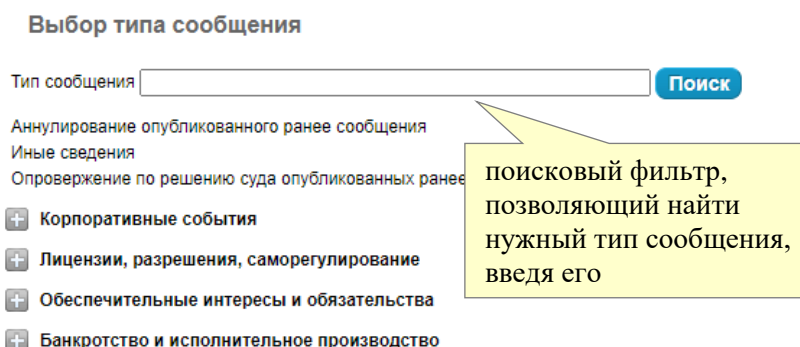 Выбор типа сообщения
Тип сообщения
Поиск
Аннулирование опубликованного ранее сообщения
Иные сведения
Опровержение по решению суда опубликованных ранее
поисковый фильтр,
позволяющий найти
нужный тип сообщения,
введя его
Корпоративные события
Лицензии, разрешения, саморегулирование
Обеспечительные интересы и обязательства
Банкротство и исполнительное производство